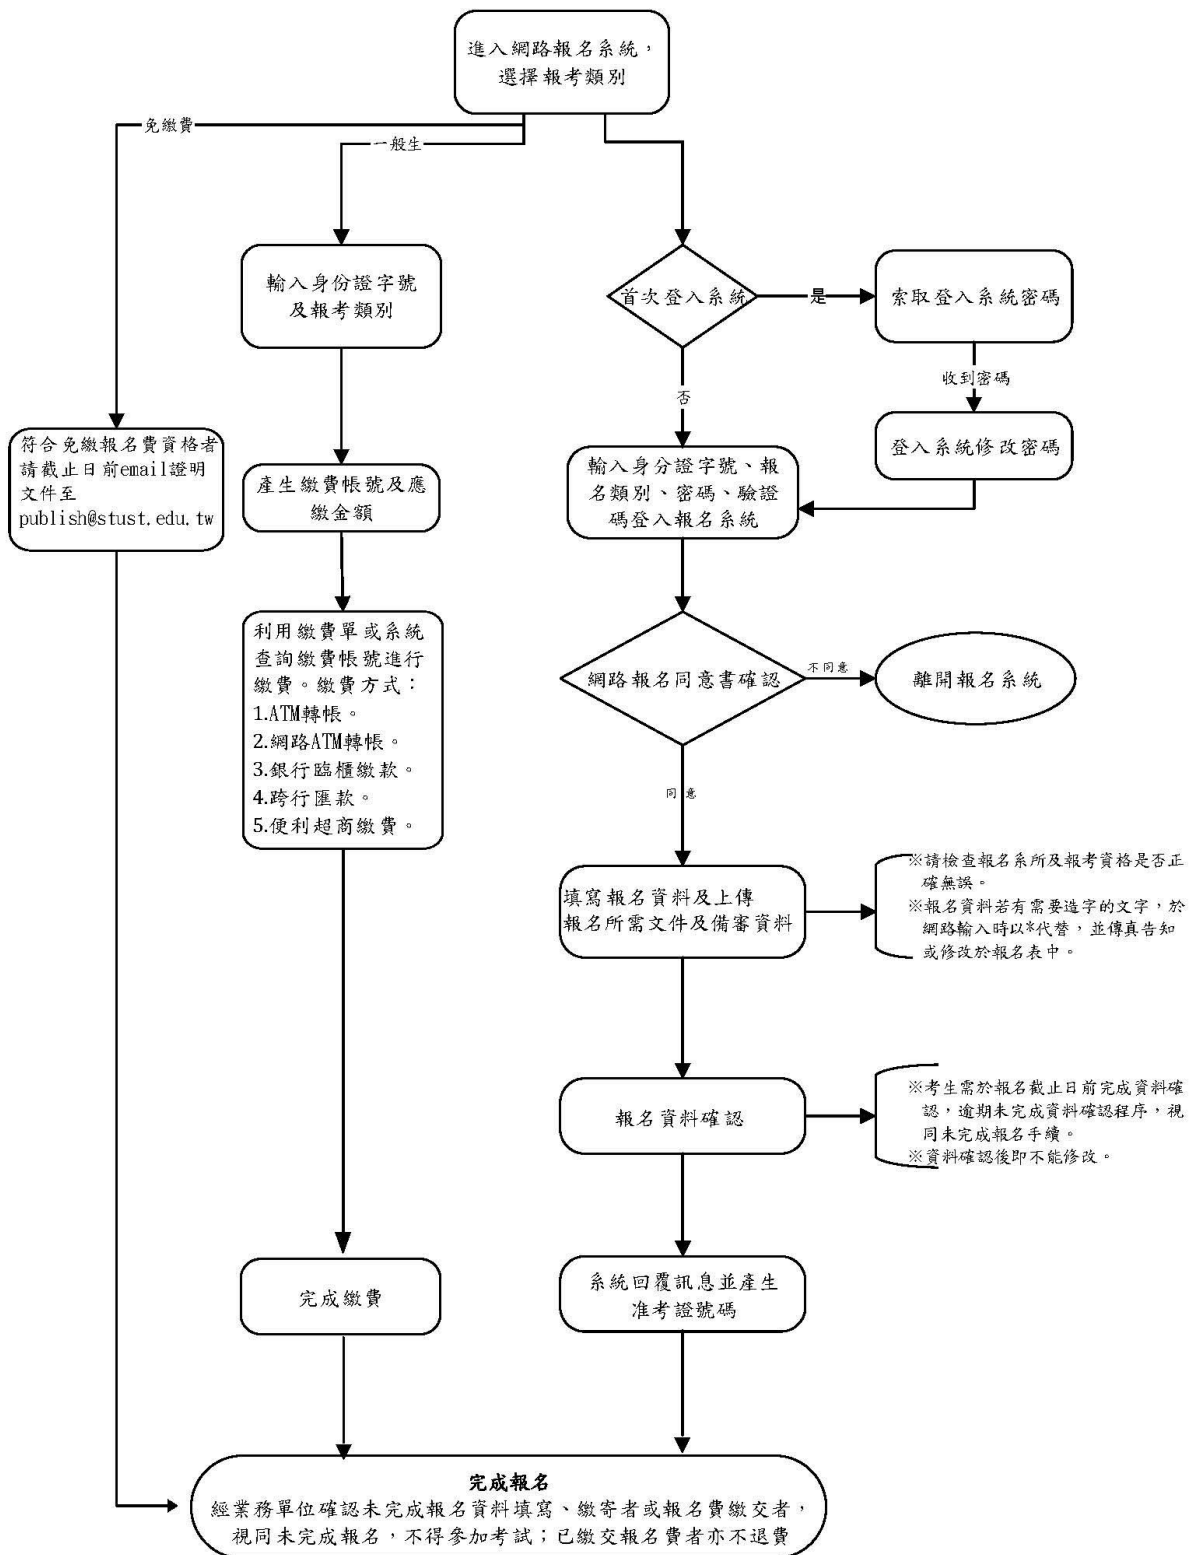 進入網路報名系統，
選擇報考類別
免繳費
一般生
輸入身份證字號
及報考類別
首次登入系統
是
索取登入系統密碼
收到密碼
否
登入系統修改密碼
符合免繳報名費資格者
請截止日前email證明
文件至
publish@stust.edu.tw
產生繳費帳號及應
繳金額
輸入身分證字號、報
名類別、密碼、驗證
碼登入報名系統
利用繳費單或系統
查詢繳費帳號進行
繳費。繳費方式：
1.ATM轉帳。
2.網路ATM轉帳。
3.銀行臨櫃繳款。
4.跨行匯款。
5.便利超商繳費。
網路報名同意書確認
不同意
離開報名系統
同意
填寫報名資料及上傳
報名所需文件及備審資料
※請檢查報名系所及報考資格是否正
確無誤。
※報名資料若有需要造字的文字，於
網路輸入時以*代替，並傳真告知
或修改於報名表中。
報名資料確認
※考生需於報名截止日前完成資料確
認，逾期未完成資料確認程序，視
同未完成報名手續。
※資料確認後即不能修改。
完成繳費
系統回覆訊息並產生
准考證號碼
完成報名
經業務單位確認未完成報名資料填寫、繳寄者或報名費繳交者，
視同未完成報名，不得參加考試；已繳交報名費者亦不退費